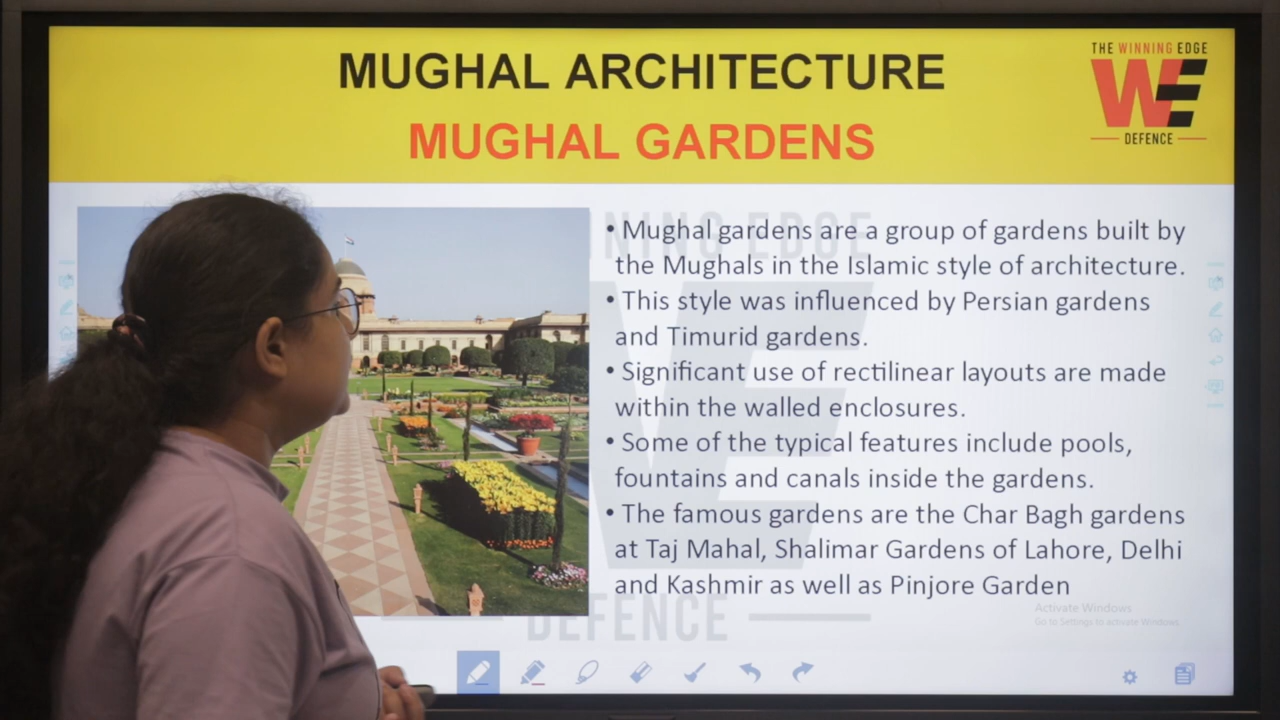 MUGHAL ARCHITECTURE
MUGHAL GARDENS
THE WINNING EDGE
WE
DEFENCE
• Mughal gardens are a group of gardens built by
the Mughals in the Islamic style of architecture.
• This style was influenced by Persian gardens
and Timurid gardens.
• Significant use of rectilinear layouts are made
within the walled enclosures.
• Some of the typical features include pools,
fountains and canals inside the gardens.
• The famous gardens are the Char Bagh gardens
at Taj Mahal, Shalimar Gardens of Lahore, Delhi
and Kashmir as well as Pinjore Garden
NING EDGE
E
DEFENCE
Activate Windows
Go to Settings to activate Windows.